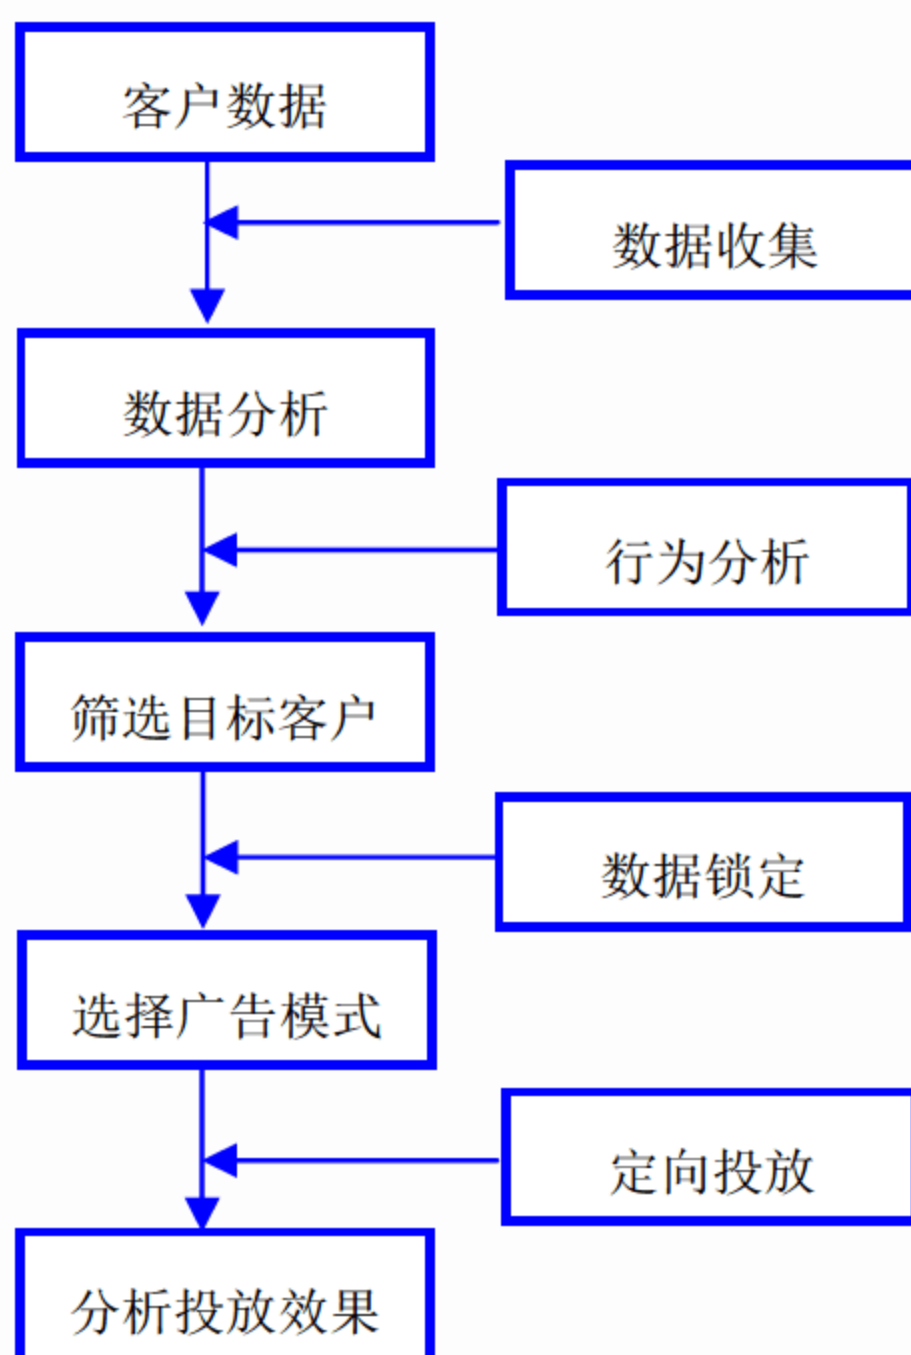 客户数据
数据收集
数据分析
行为分析
筛选目标客户
数据锁定
选择广告模式
定向投放
分析投放效果